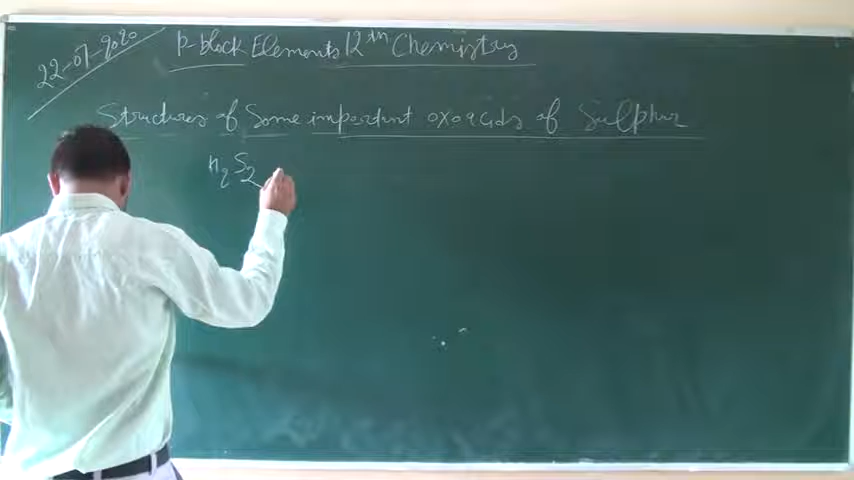 22-07-2020
p-block Elements 12th Chemistry
Structures of Some important oxoacids of Sulphur
H2S2